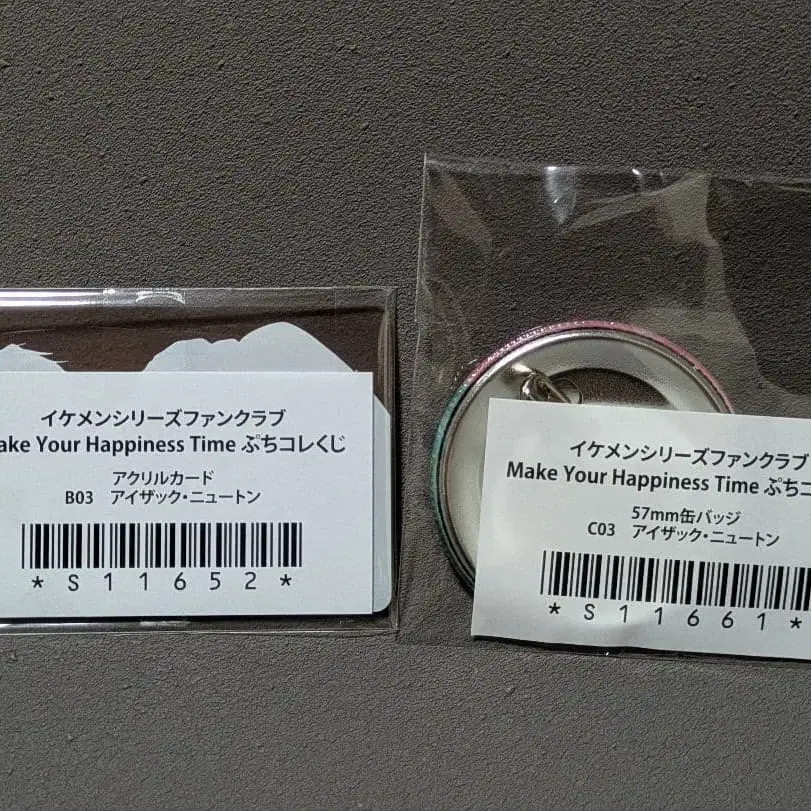 イケメンシリーズファンクラブ
ake Your Happiness Time ぷちコレくじ
アクリルカード
B03 アイザック・ニュートン
*S11652*
イケメンシリーズファンクラブ
Make Your Happiness Time ぷちコ
57mm缶バッジ
C03 アイザック・ニュートン
*S11661*